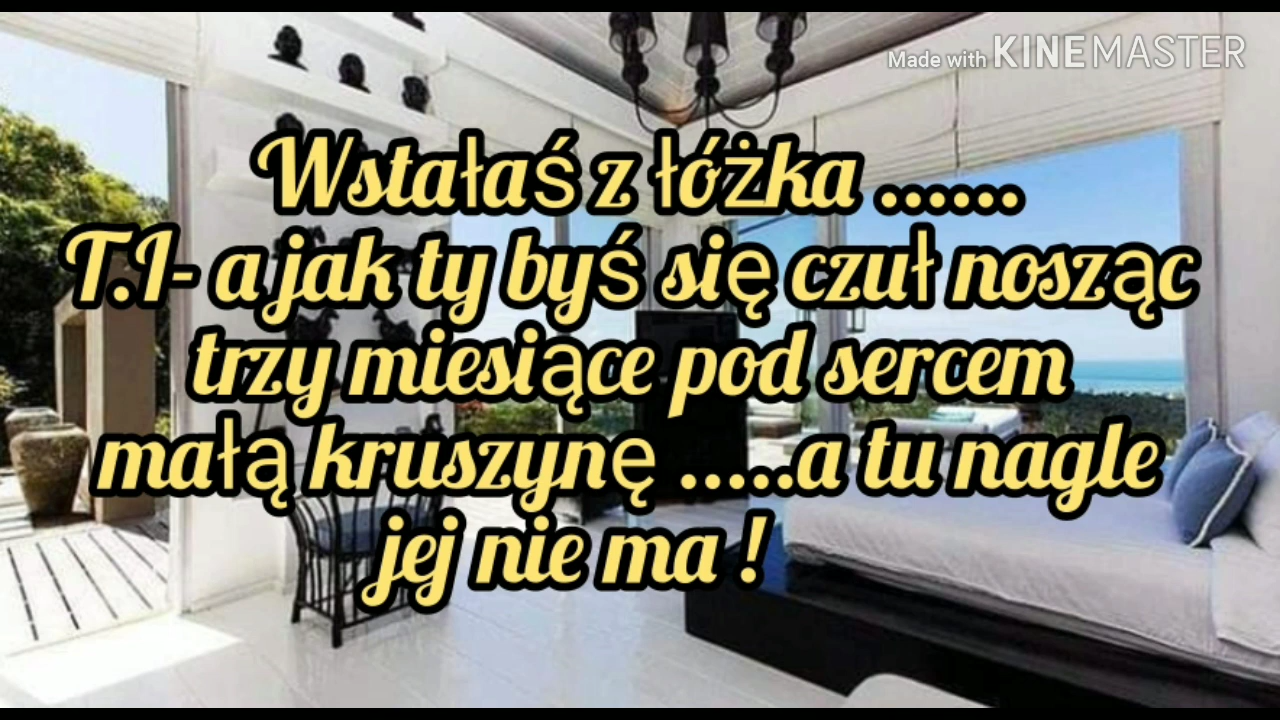 Made with KINEMASTER
Wstałaś z łóżka ......
T.I- a jak ty byś się czuł nosząc
trzy miesiące pod sercem
małą kruszynę .....a tu nagle
jej nie ma !